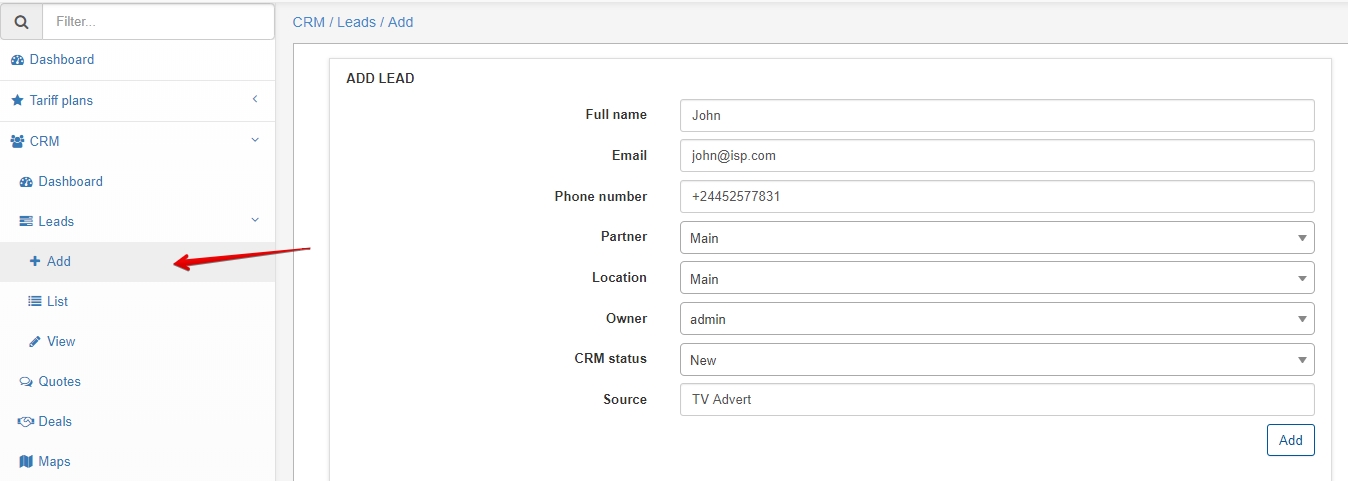 Filter...
CRM / Leads / Add
Dashboard
Tariff plans
CRM
Dashboard
Leads
Add
List
View
Quotes
Deals
Maps
ADD LEAD
Full name John
Email john@isp.com
Phone number +24452577831
Partner Main
Location Main
Owner admin
CRM status New
Source TV Advert
Add